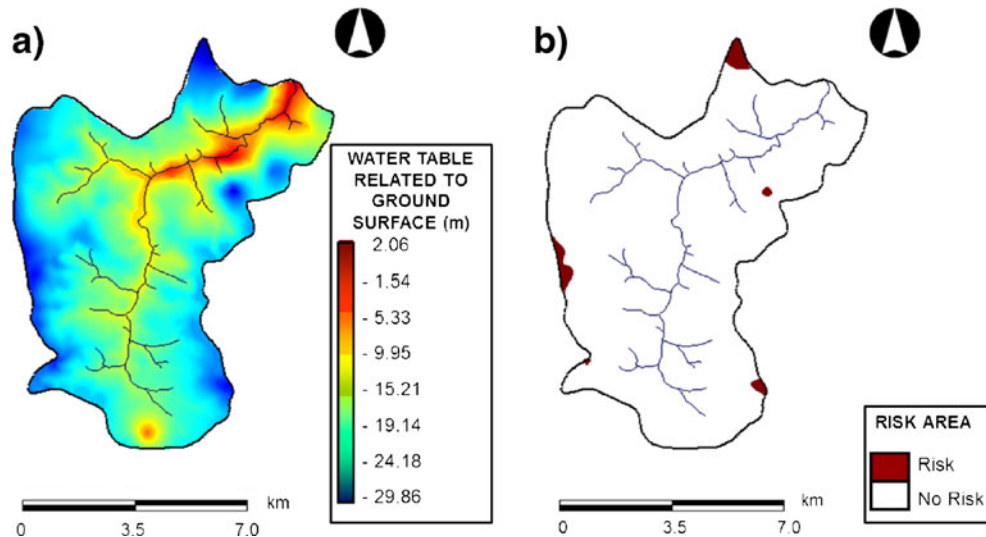 a)
WATER TABLE
RELATED TO
GROUND
SURFACE (m)
2.06
- 1.54
- 5.33
- 9.95
- 15.21
- 19.14
- 24.18
- 29.86
km
0 3.5 7.0
b)
RISK AREA
Risk
No Risk
km
0 3.5 7.0